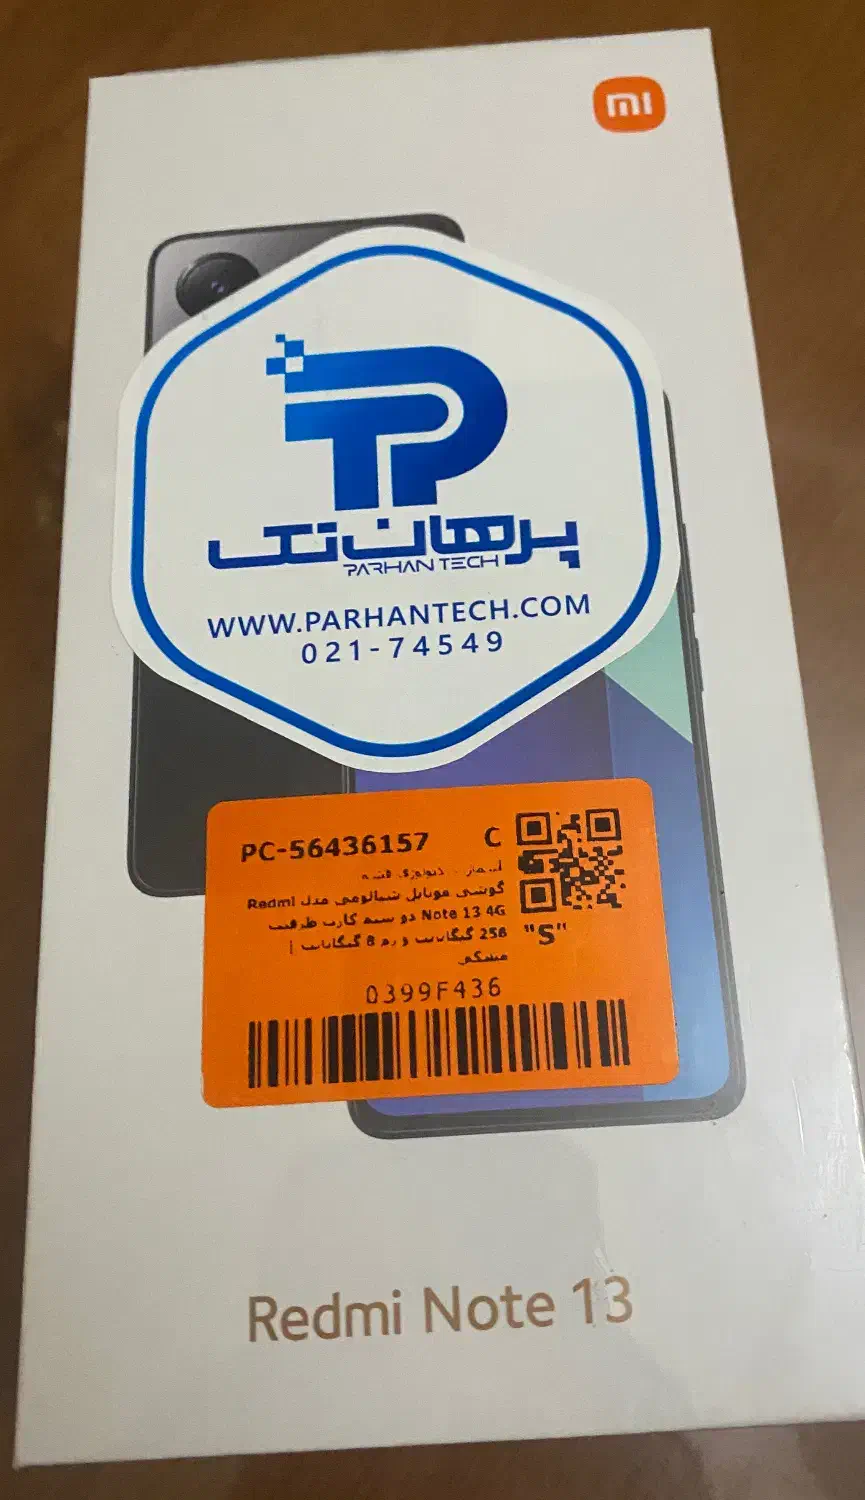 mi
پرهان تک
PARHAN TECH
WWW.PARHANTECH.COM
021-74549
PC-56436157 C
گوشی موبایل شیائومی مدل Redmi
Note 13 4G دو سیم کارت ظرفیت
256 گیگابایت و رم 8 گیگابایت |
مشکی
"S"
0399F436
Redmi Note 13